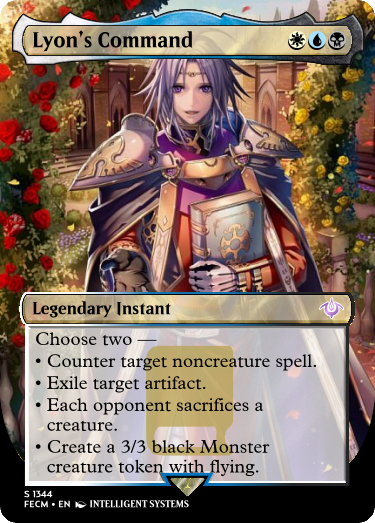 Lyon's Command
Legendary Instant
Choose two —
• Counter target noncreature spell.
• Exile target artifact.
• Each opponent sacrifices a
creature.
• Create a 3/3 black Monster
creature token with flying.
S 1344
FECM • EN INTELLIGENT SYSTEMS